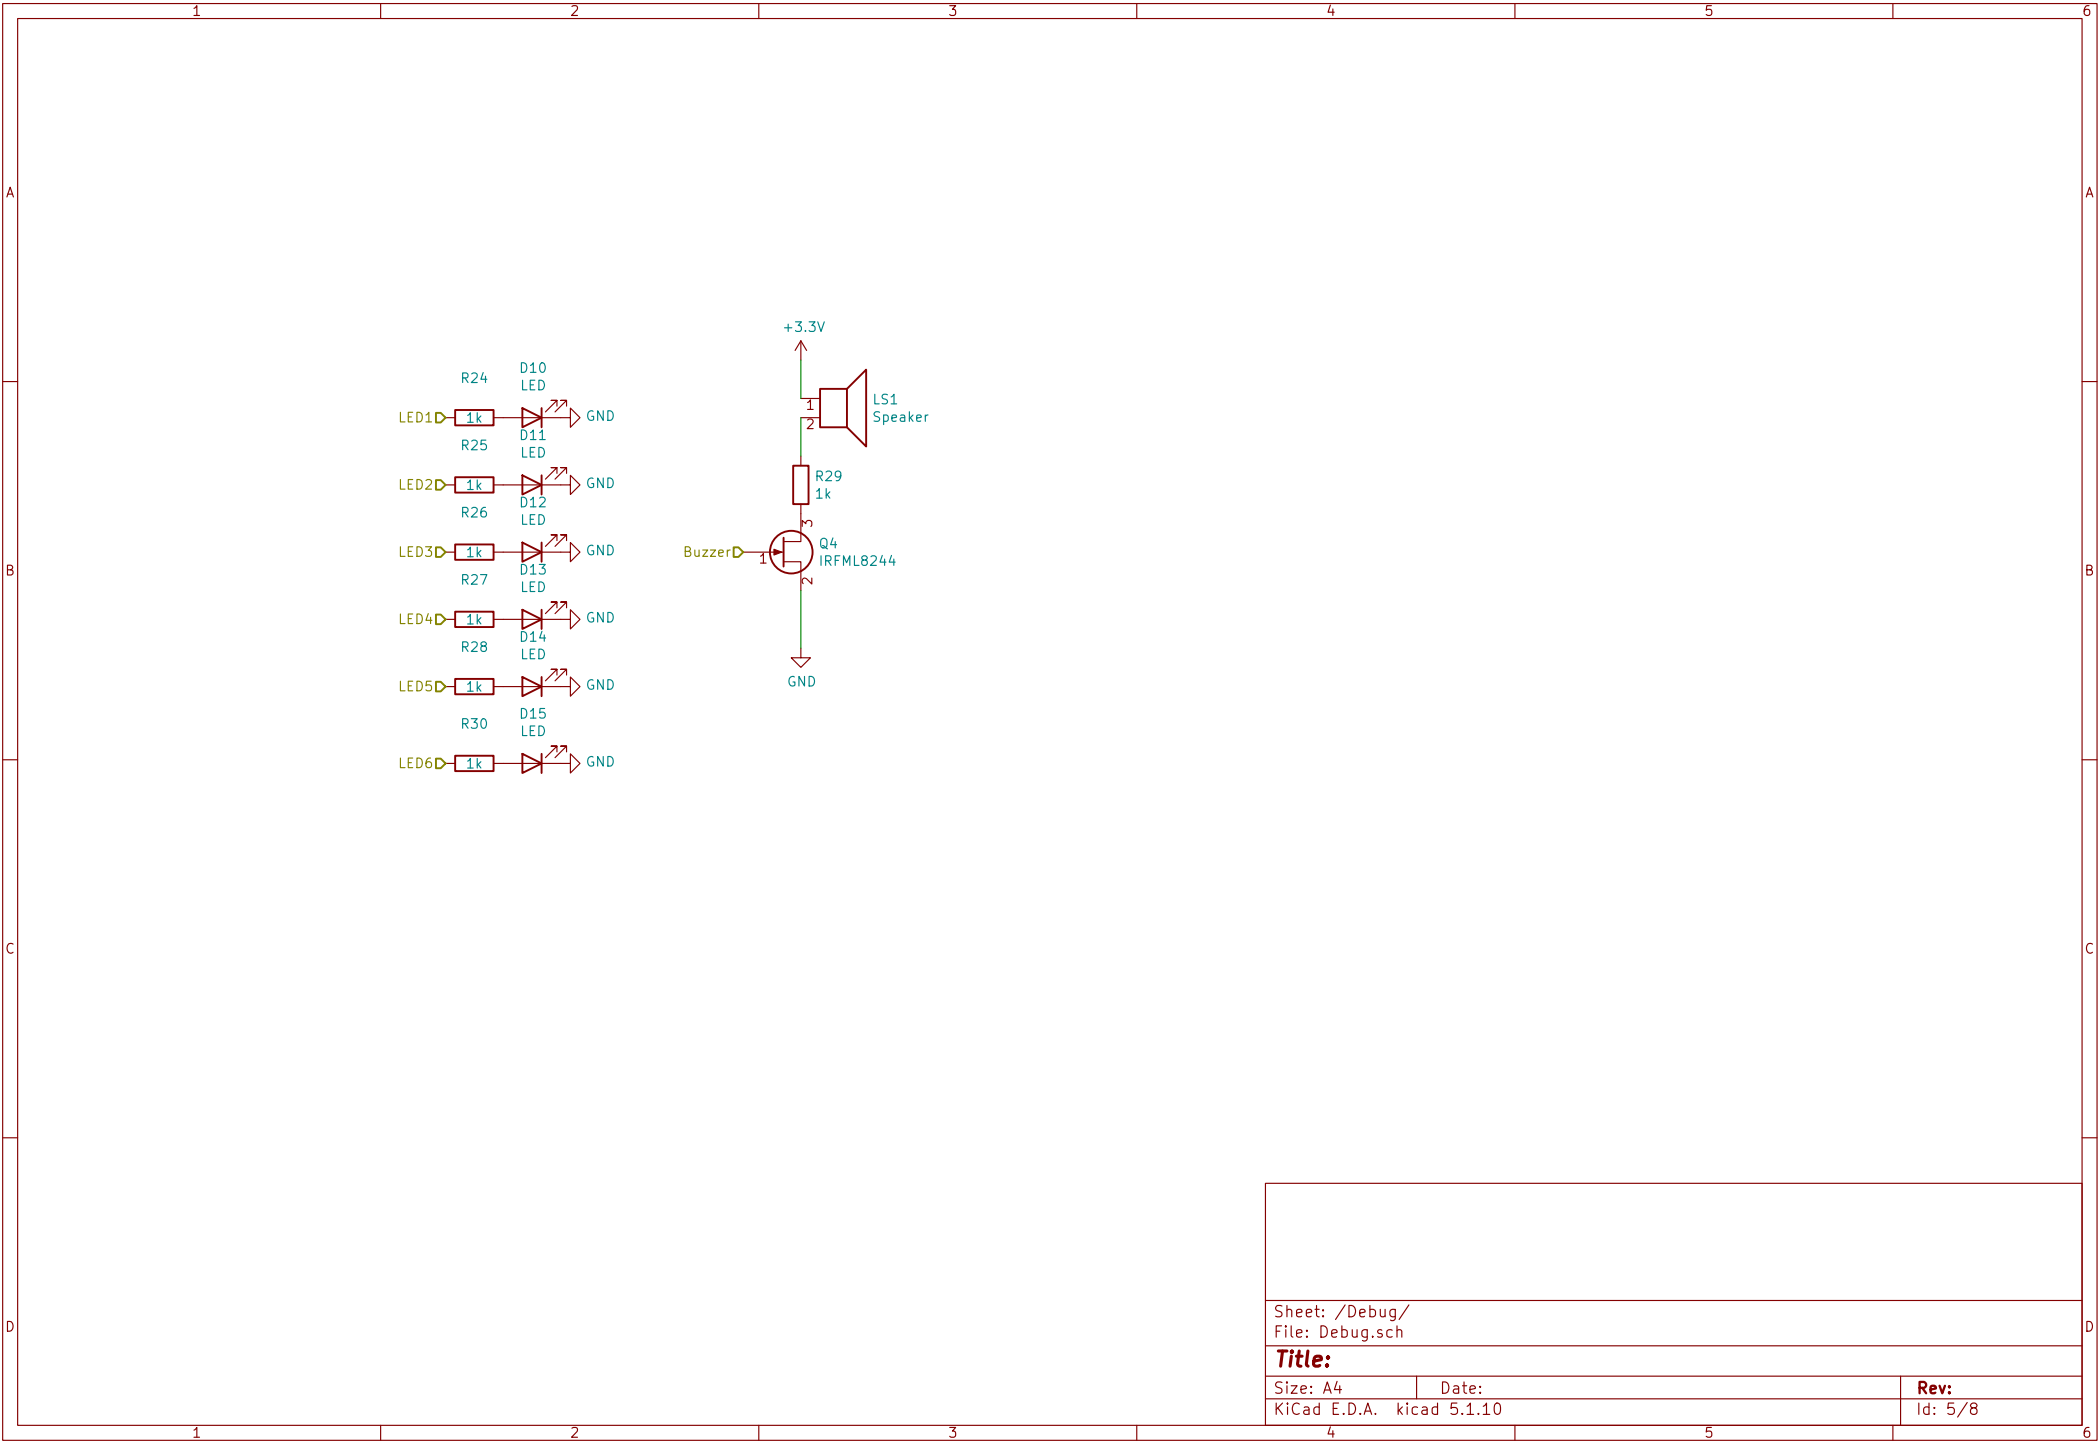 1 2 3 4 5 6
A A
B B
C C
D D
R24
D10
LED
LED1 1k GND
R25
D11
LED
LED2 1k GND
R26
D12
LED
LED3 1k GND
R27
D13
LED
LED4 1k GND
R28
D14
LED
LED5 1k GND
R30
D15
LED
LED6 1k GND
+3.3V
1
2
LS1
Speaker
R29
1k
3
Buzzer
1
Q4
IRFML8244
2
GND
Sheet: /Debug/
File: Debug.sch
Title:
Size: A4 Date: Rev:
KiCad E.D.A. kicad 5.1.10 Id: 5/8
1 2 3 4 5 6